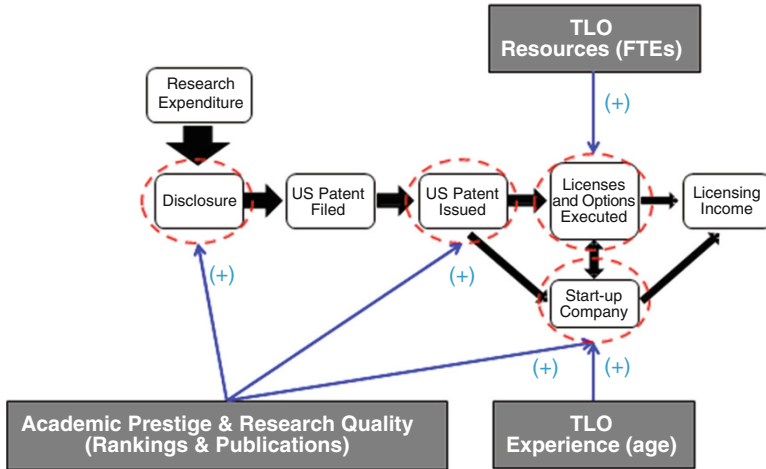 TLO
Resources (FTEs)
Research
Expenditure
(+)
Disclosure
US Patent
Filed
US Patent
Issued
Licenses
and Options
Executed
Licensing
Income
(+)
(+)
Start-up
Company
(+)
(+)
Academic Prestige & Research Quality
(Rankings & Publications)
TLO
Experience (age)